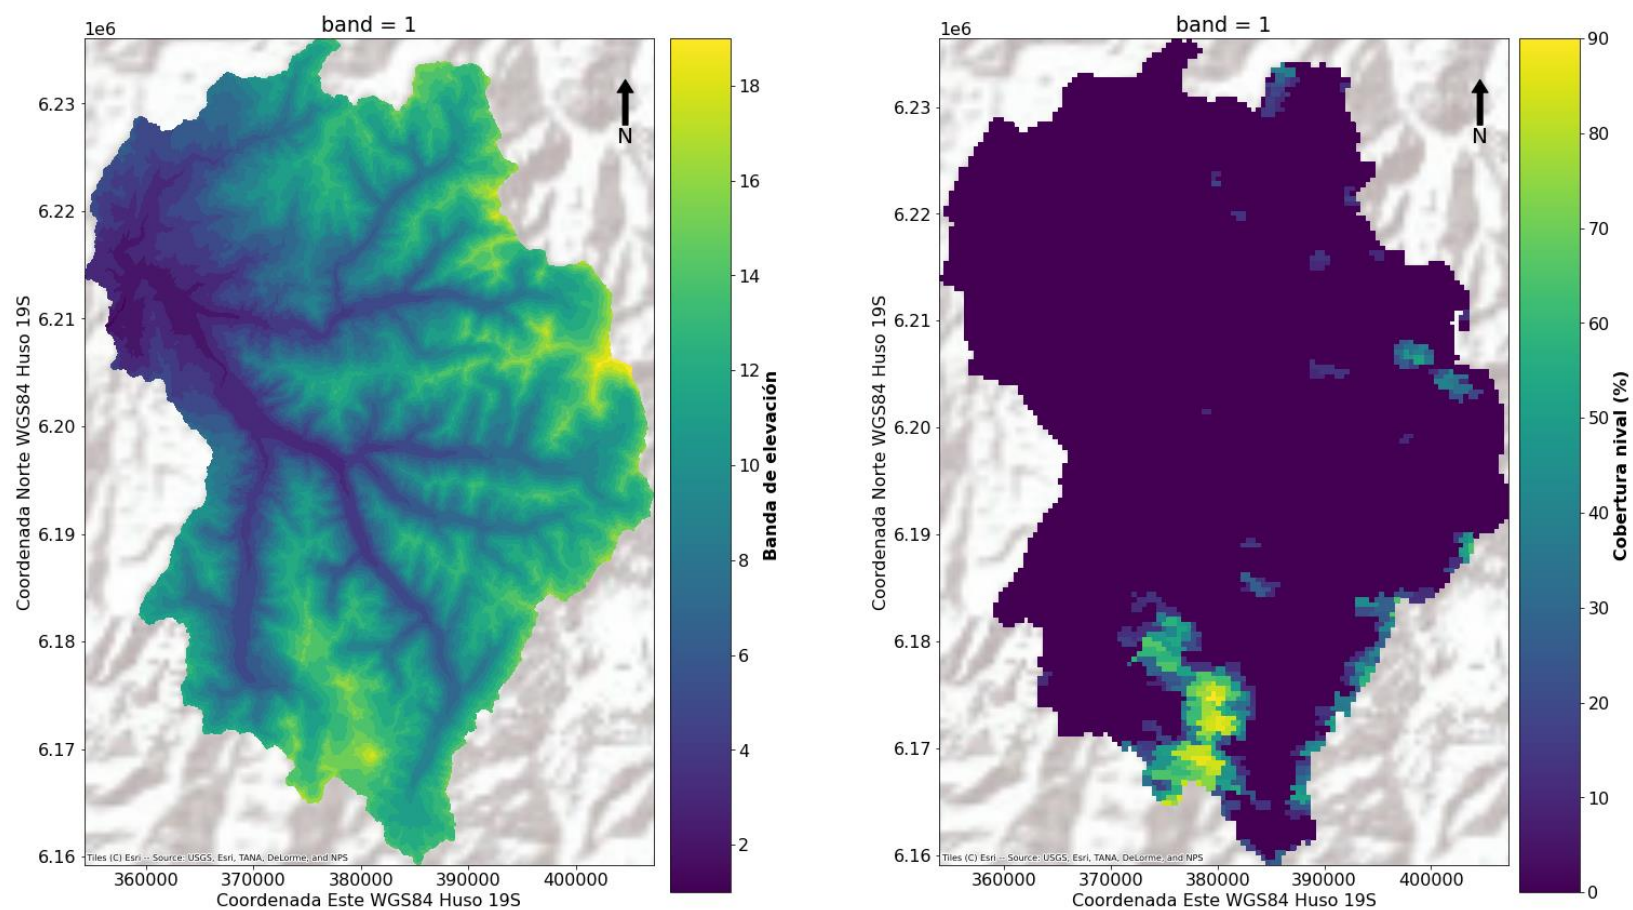 band = 1
1e6
6.23
6.22
6.21
6.20
6.19
6.18
6.17
6.16
Coordenada Norte WGS84 Huso 19S
N
Tiles (C) Esri -- Source: USGS, Esri, TANA, DeLorme, and NPS
360000 370000 380000 390000 400000
Coordenada Este WGS84 Huso 19S
18
16
14
12
10
8
6
4
2
Banda de elevación
band = 1
1e6
6.23
6.22
6.21
6.20
6.19
6.18
6.17
6.16
Coordenada Norte WGS84 Huso 19S
N
Tiles (C) Esri -- Source: USGS, Esri, TANA, DeLorme, and NPS
360000 370000 380000 390000 400000
Coordenada Este WGS84 Huso 19S
90
80
70
60
50
40
30
20
10
0
Cobertura nival (%)